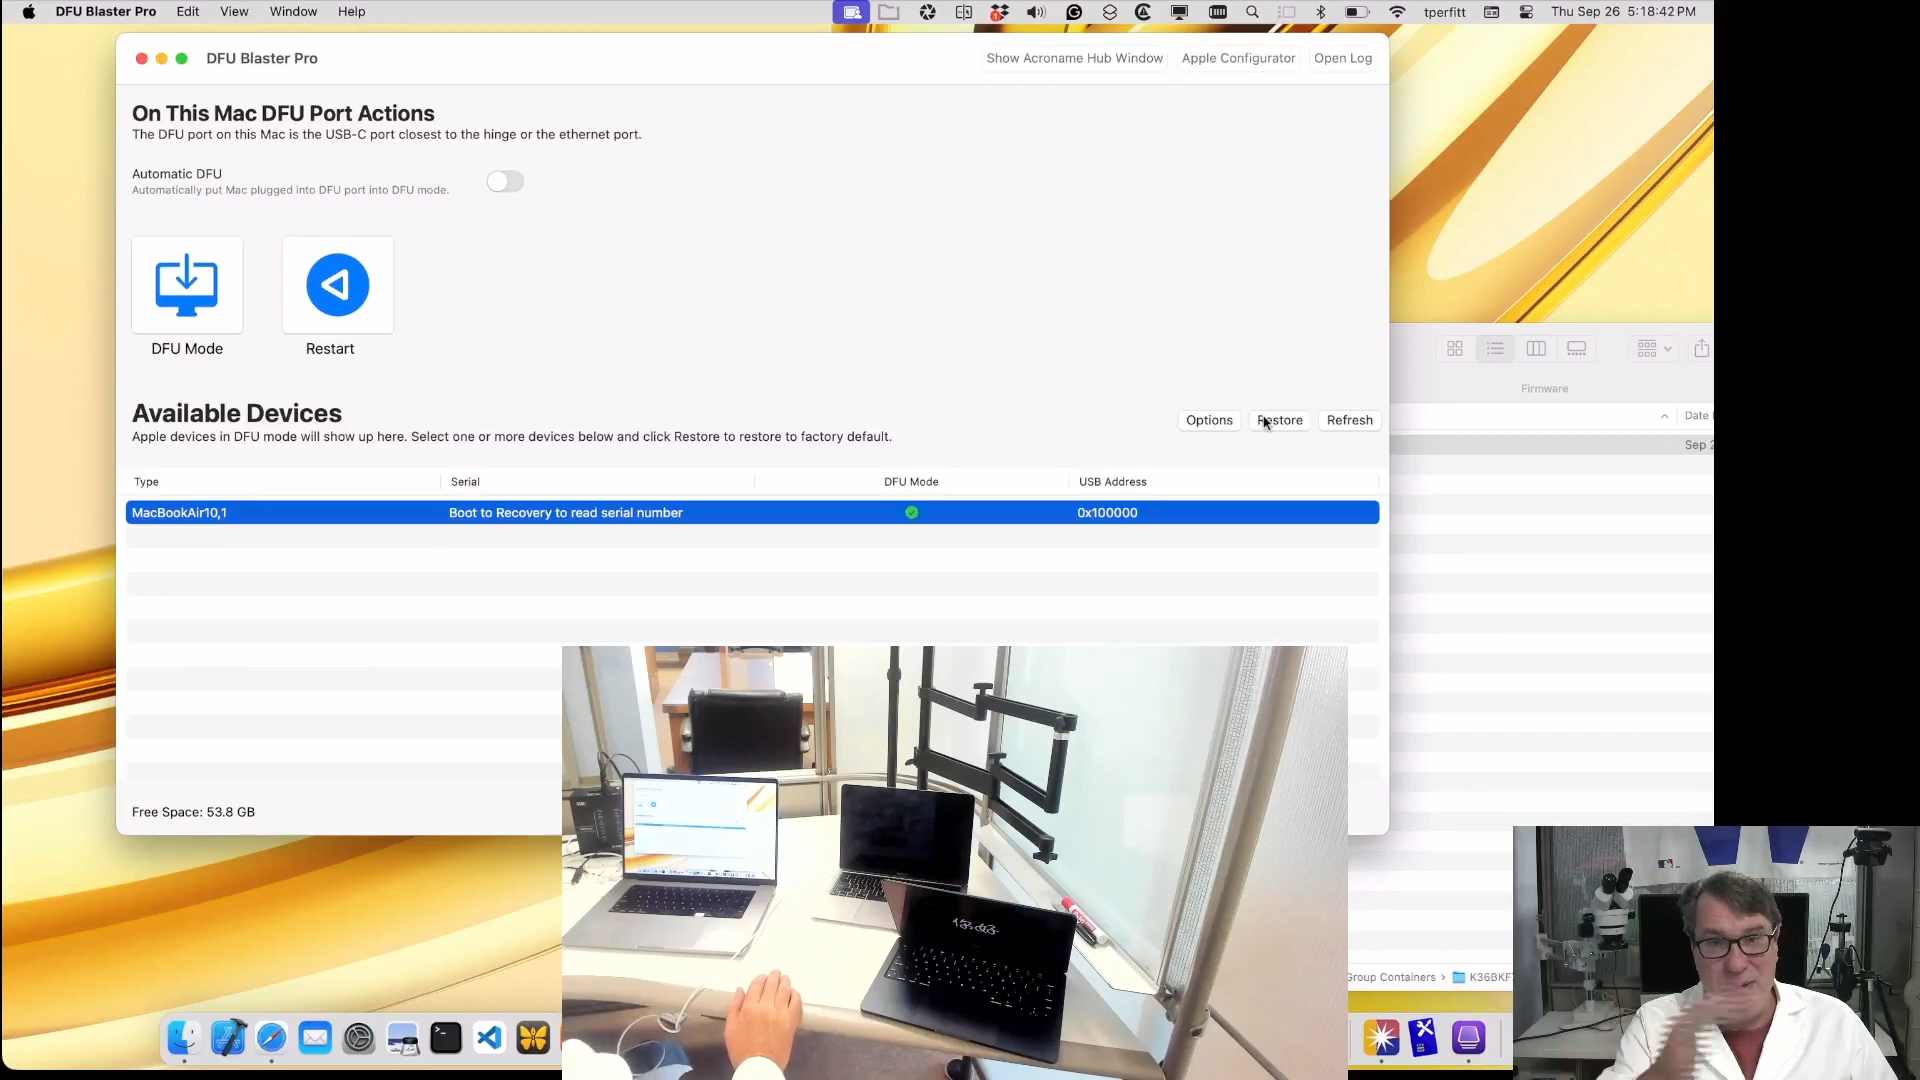 DFU Blaster Pro Edit View Window Help tperfitt Thu Sep 26 5:18:42 PM
DFU Blaster Pro Show Acroname Hub Window Apple Configurator Open Log
On This Mac DFU Port Actions
The DFU port on this Mac is the USB-C port closest to the hinge or the ethernet port.
Automatic DFU
Automatically put Mac plugged into DFU port into DFU mode.
DFU Mode Restart
Available Devices
Options Restore Refresh
Apple devices in DFU mode will show up here. Select one or more devices below and click Restore to restore to factory default.
Type Serial DFU Mode USB Address
MacBookAir10,1 Boot to Recovery to read serial number 0x100000
Free Space: 53.8 GB
Firmware
Date
Sep 2
Group Containers › K36BKF